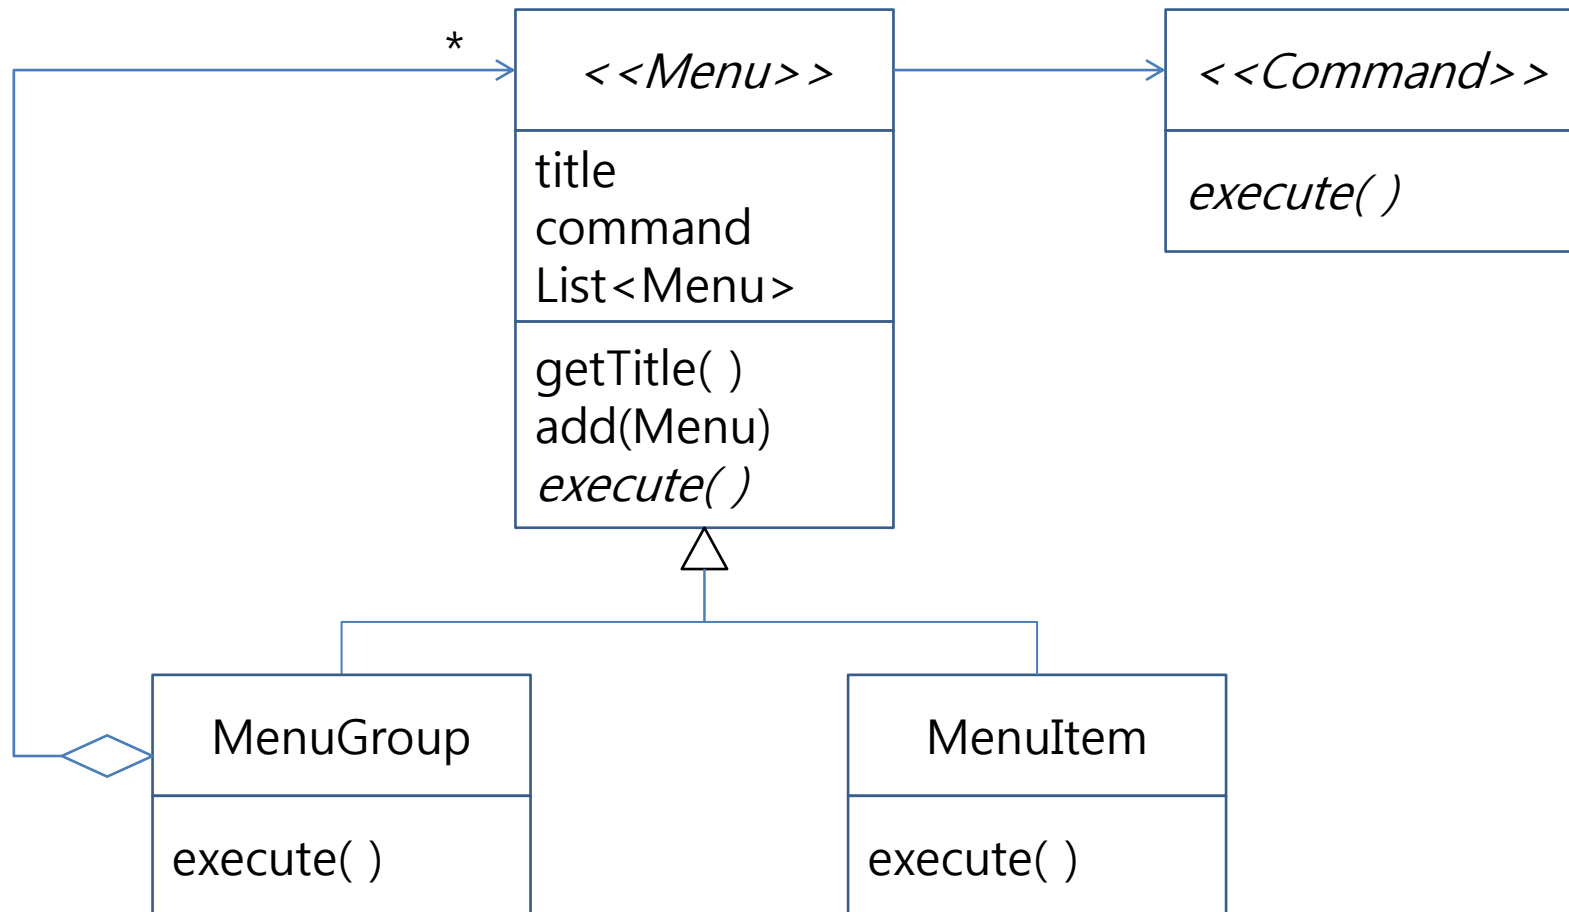 *
<<Menu>>
<<Command>>
title
command
List<Menu>
execute( )
getTitle( )
add(Menu)
execute( )
MenuGroup
MenuItem
execute( )
execute( )